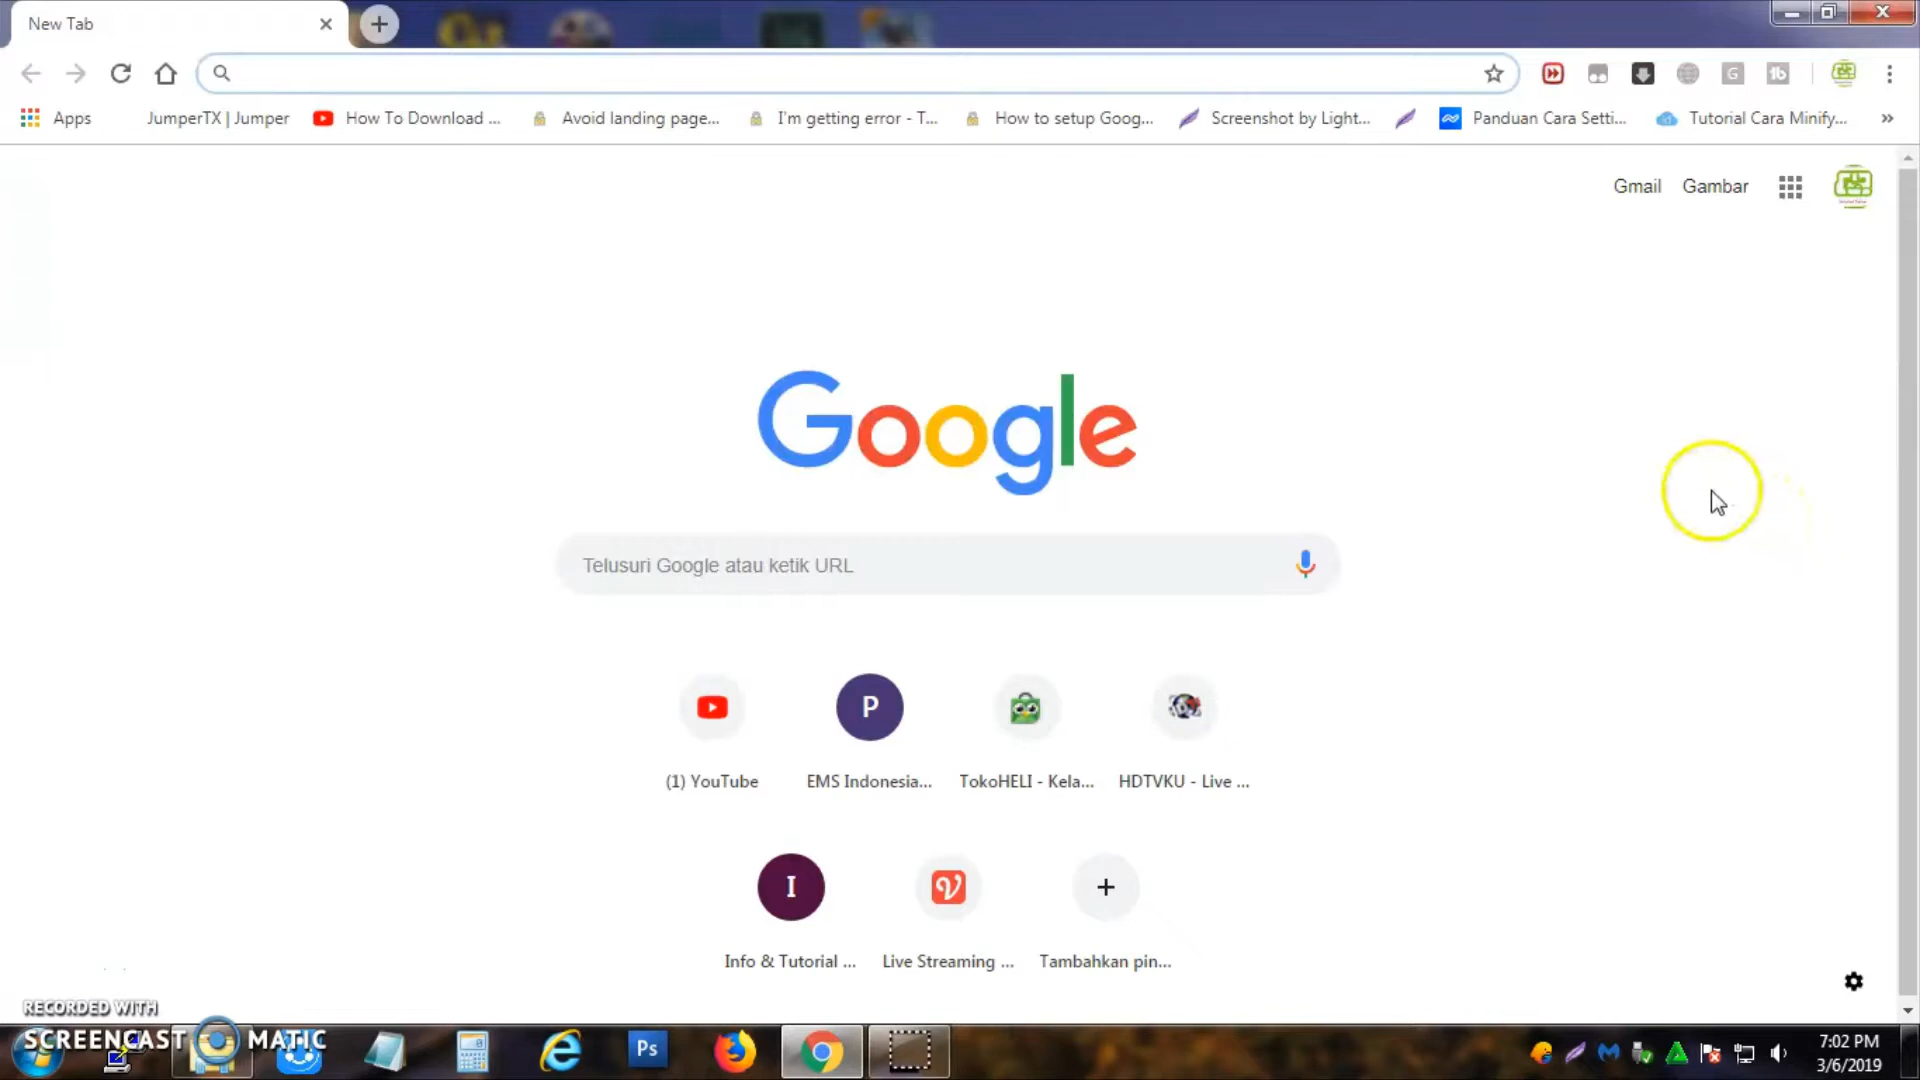 New Tab
Apps JumperTX | Jumper How To Download ... Avoid landing page... I'm getting error - T... How to setup Goog... Screenshot by Light... Panduan Cara Setti... Tutorial Cara Minify... »
Gmail Gambar
Google
Telusuri Google atau ketik URL
P
(1) YouTube EMS Indonesia... TokoHELI - Kela... HDTVKU - Live ...
I
Info & Tutorial ... Live Streaming ... Tambahkan pin...
RECORDED WITH
SCREENCAST MATIC
Ps
7:02 PM
3/6/2019